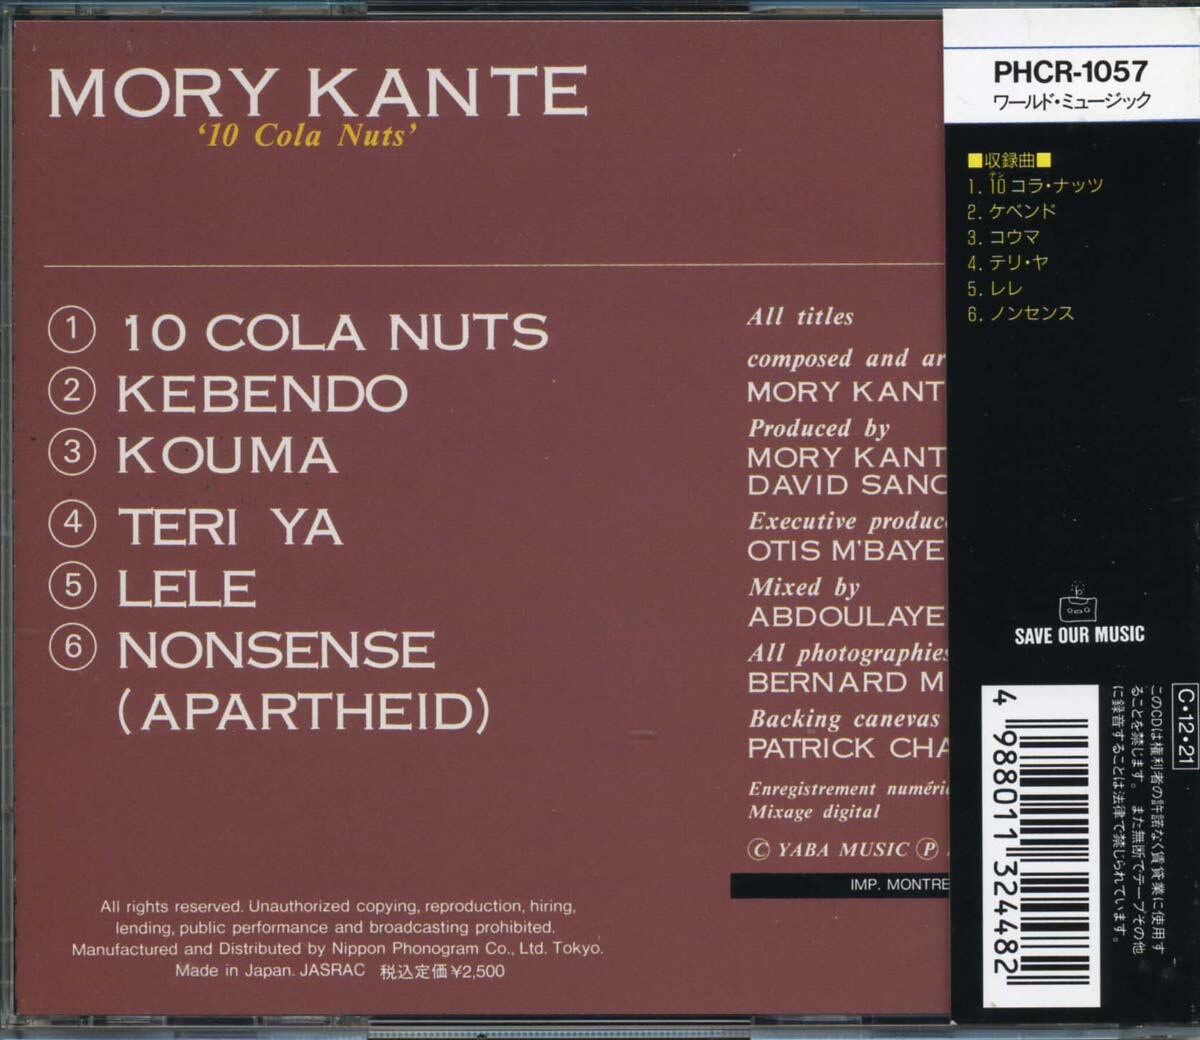 MORY KANTE
‘10 Cola Nuts’
① 10 COLA NUTS
② KEBENDO
③ KOUMA
④ TERI YA
⑤ LELE
⑥ NONSENSE
(APARTHEID)
All titles
composed and ar
MORY KANT
Produced by
MORY KANT
DAVID SANC
Executive produc
OTIS M'BAYE
Mixed by
ABDOULAYE
All photographies
BERNARD M
Backing canevas
PATRICK CHA
Enregistrement numéri
Mixage digital
Ⓒ YABA MUSIC Ⓟ
IMP. MONTRE
All rights reserved. Unauthorized copying, reproduction, hiring,
lending, public performance and broadcasting prohibited.
Manufactured and Distributed by Nippon Phonogram Co., Ltd. Tokyo.
Made in Japan. JASRAC 税込定価¥2,500
PHCR-1057
ワールド・ミュージック
■収録曲■
テン
1. 10 コラ・ナッツ
2. ケベンド
3. コウマ
4. テリ・ヤ
5. レレ
6. ノンセンス
SAVE OUR MUSIC
C・12・21
このCDは権利者の許諾なく賃貸業に使用す
ることを禁じます。また無断でテープその他
に録音することは法律で禁じられています。
4 988011 324482